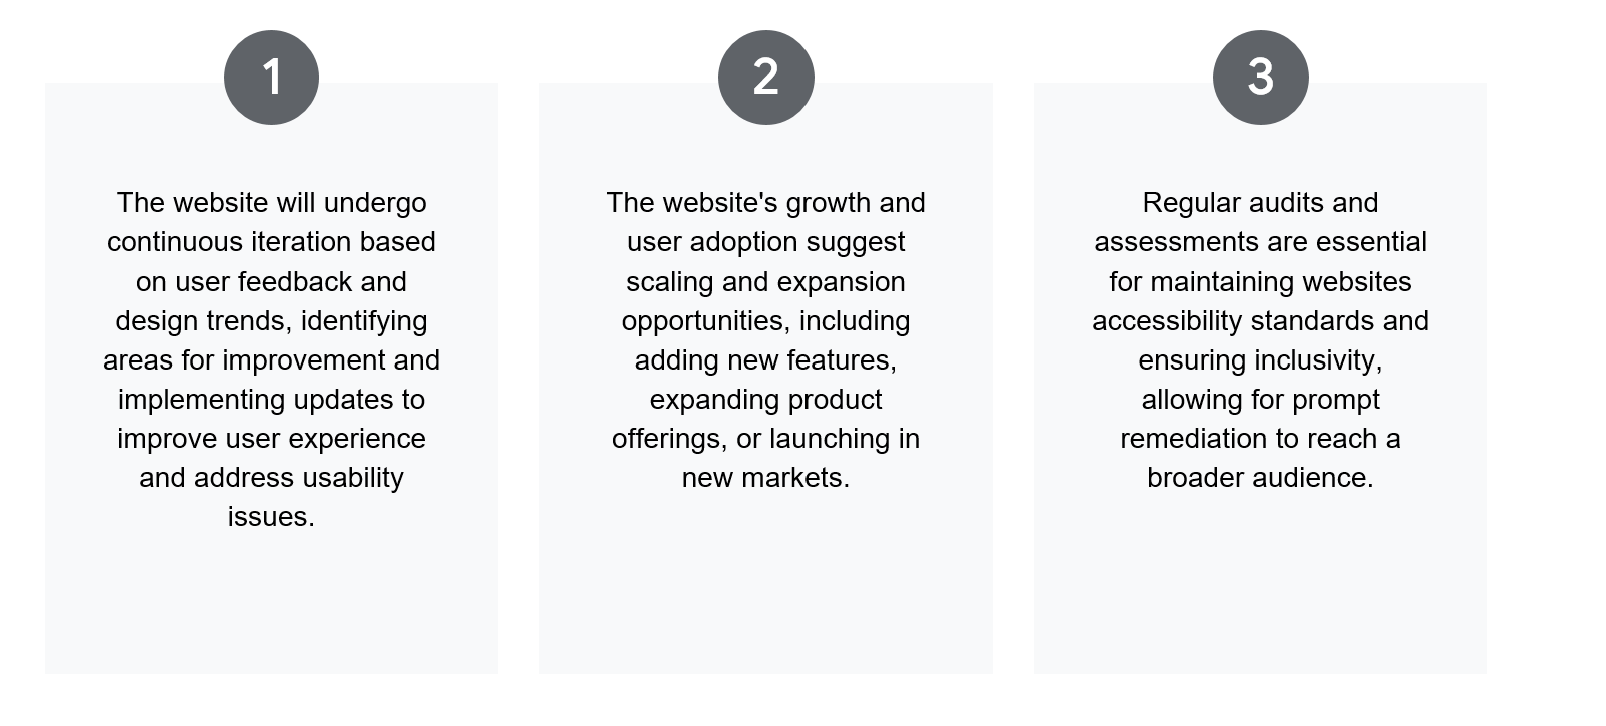 1
The website will undergo
continuous iteration based
on user feedback and
design trends, identifying
areas for improvement and
implementing updates to
improve user experience
and address usability
issues.
2
The website's growth and
user adoption suggest
scaling and expansion
opportunities, including
adding new features,
expanding product
offerings, or launching in
new markets.
3
Regular audits and
assessments are essential
for maintaining websites
accessibility standards and
ensuring inclusivity,
allowing for prompt
remediation to reach a
broader audience.